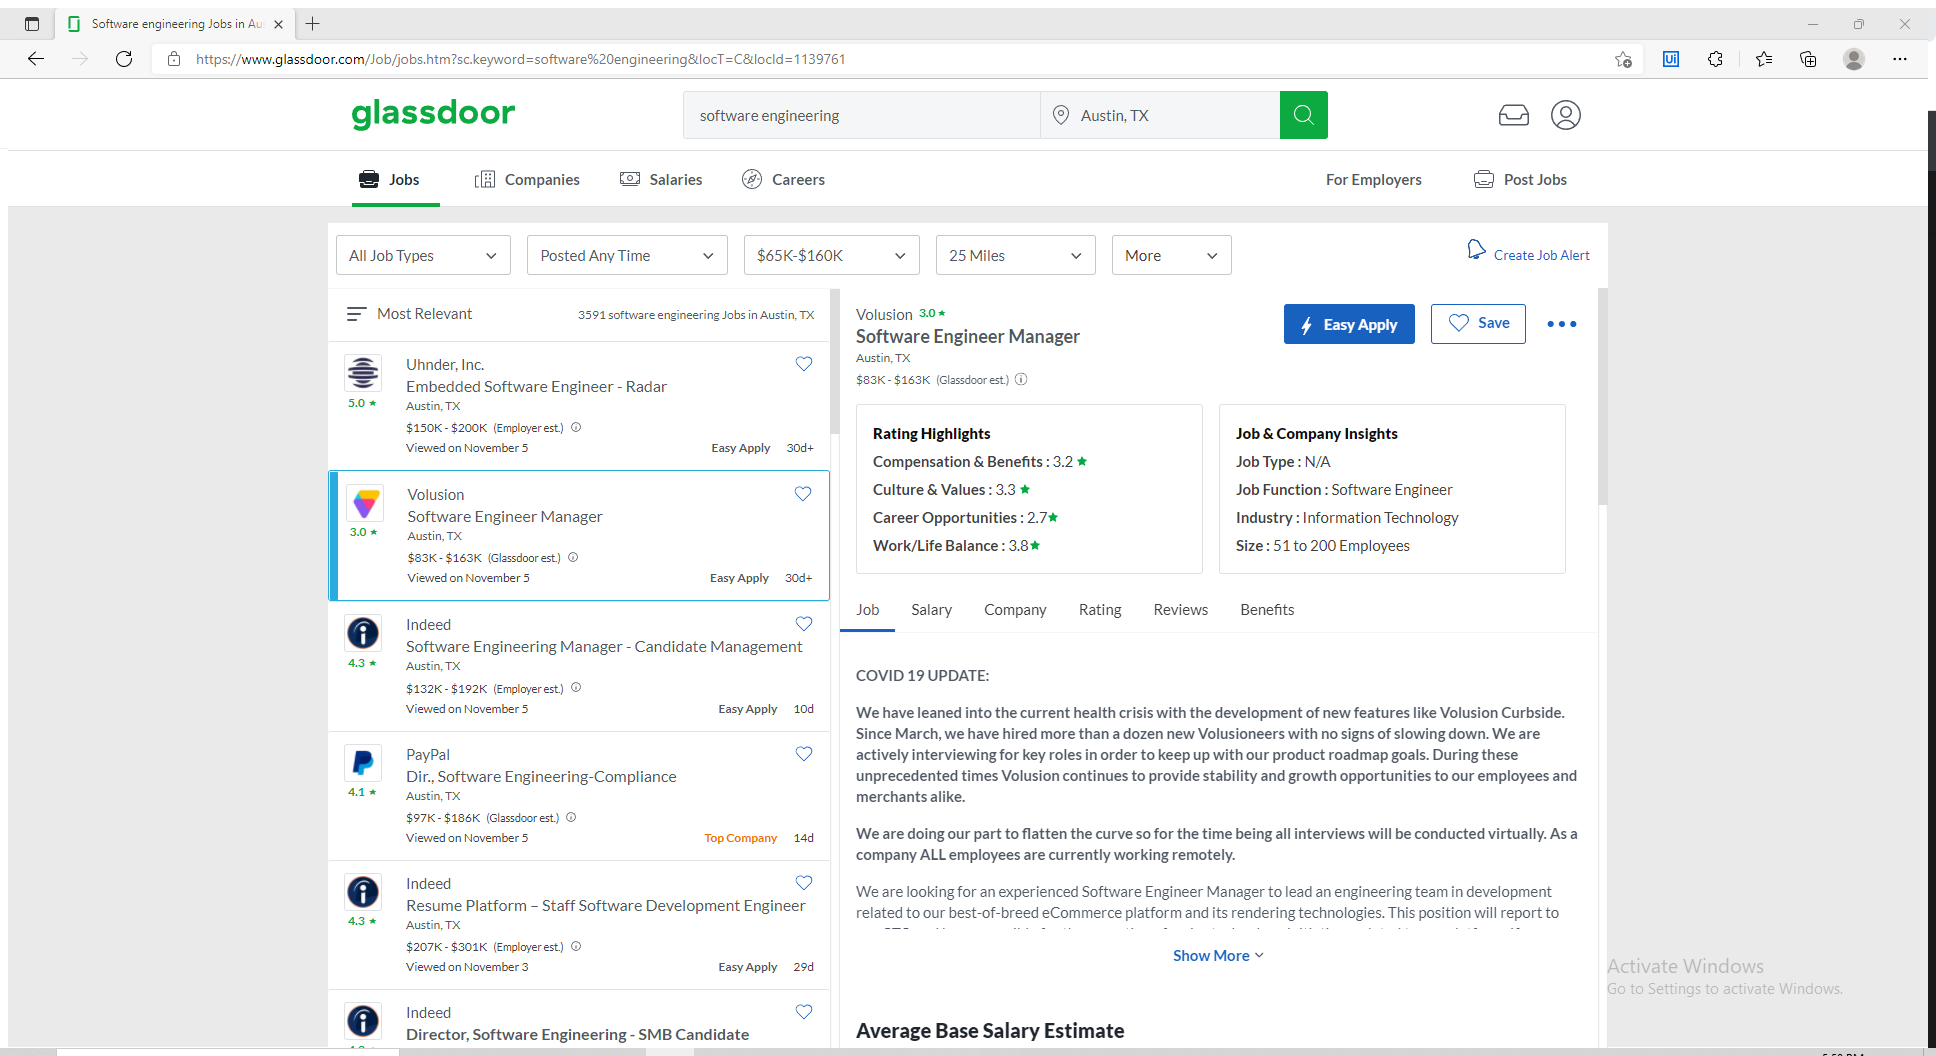 Software engineering Jobs in Au
https://www.glassdoor.com/Job/jobs.htm?sc.keyword=software%20engineering&locT=C&locId=1139761
Ui
glassdoor
software engineering
Austin, TX
Jobs
Companies
Salaries
Careers
For Employers
Post Jobs
All Job Types
Posted Any Time
$65K-$160K
25 Miles
More
Create Job Alert
Most Relevant
3591 software engineering Jobs in Austin, TX
Uhnder, Inc.
Embedded Software Engineer - Radar
5.0 ★
Austin, TX
$150K - $200K (Employer est.)
Viewed on November 5
Easy Apply 30d+
Volusion
Software Engineer Manager
3.0 ★
Austin, TX
$83K - $163K (Glassdoor est.)
Viewed on November 5
Easy Apply 30d+
Indeed
Software Engineering Manager - Candidate Management
4.3 ★
Austin, TX
$132K - $192K (Employer est.)
Viewed on November 5
Easy Apply 10d
PayPal
Dir., Software Engineering-Compliance
4.1 ★
Austin, TX
$97K - $186K (Glassdoor est.)
Viewed on November 5
Top Company 14d
Indeed
Resume Platform – Staff Software Development Engineer
4.3 ★
Austin, TX
$207K - $301K (Employer est.)
Viewed on November 3
Easy Apply 29d
Indeed
Director, Software Engineering - SMB Candidate
Volusion 3.0 ★
Software Engineer Manager
Austin, TX
$83K - $163K (Glassdoor est.)
Easy Apply
Save
Rating Highlights
Compensation & Benefits : 3.2 ★
Culture & Values : 3.3 ★
Career Opportunities : 2.7★
Work/Life Balance : 3.8★
Job & Company Insights
Job Type : N/A
Job Function : Software Engineer
Industry : Information Technology
Size : 51 to 200 Employees
Job
Salary
Company
Rating
Reviews
Benefits
COVID 19 UPDATE:
We have leaned into the current health crisis with the development of new features like Volusion Curbside.
Since March, we have hired more than a dozen new Volusioneers with no signs of slowing down. We are
actively interviewing for key roles in order to keep up with our product roadmap goals. During these
unprecedented times Volusion continues to provide stability and growth opportunities to our employees and
merchants alike.
We are doing our part to flatten the curve so for the time being all interviews will be conducted virtually. As a
company ALL employees are currently working remotely.
We are looking for an experienced Software Engineer Manager to lead an engineering team in development
related to our best-of-breed eCommerce platform and its rendering technologies. This position will report to
Show More
Average Base Salary Estimate
Activate Windows
Go to Settings to activate Windows.